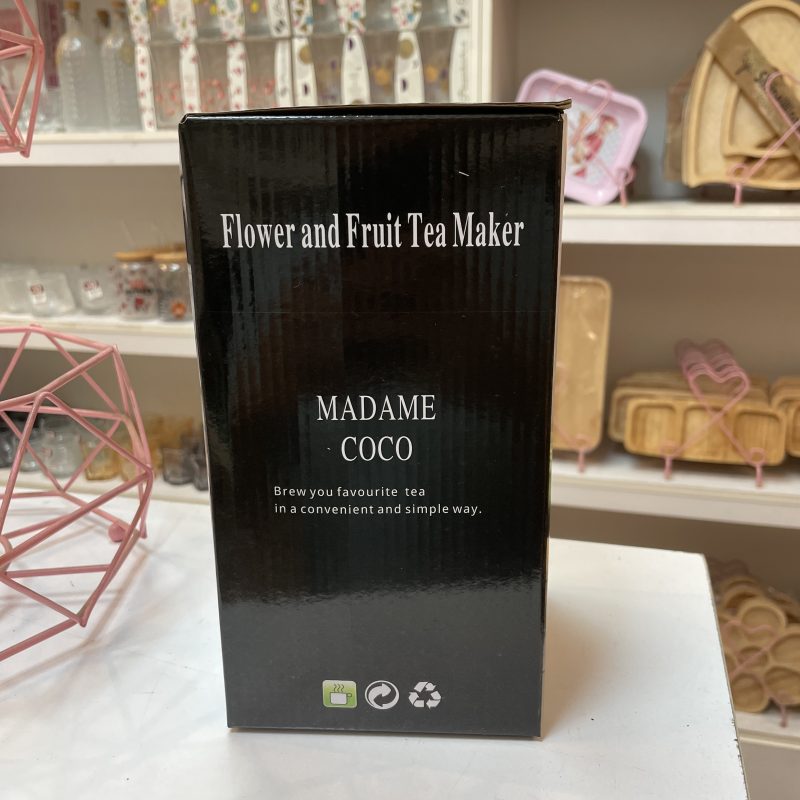 Flower and Fruit Tea Maker
MADAME
COCO
Brew you favourite tea
in a convenient and simple way.